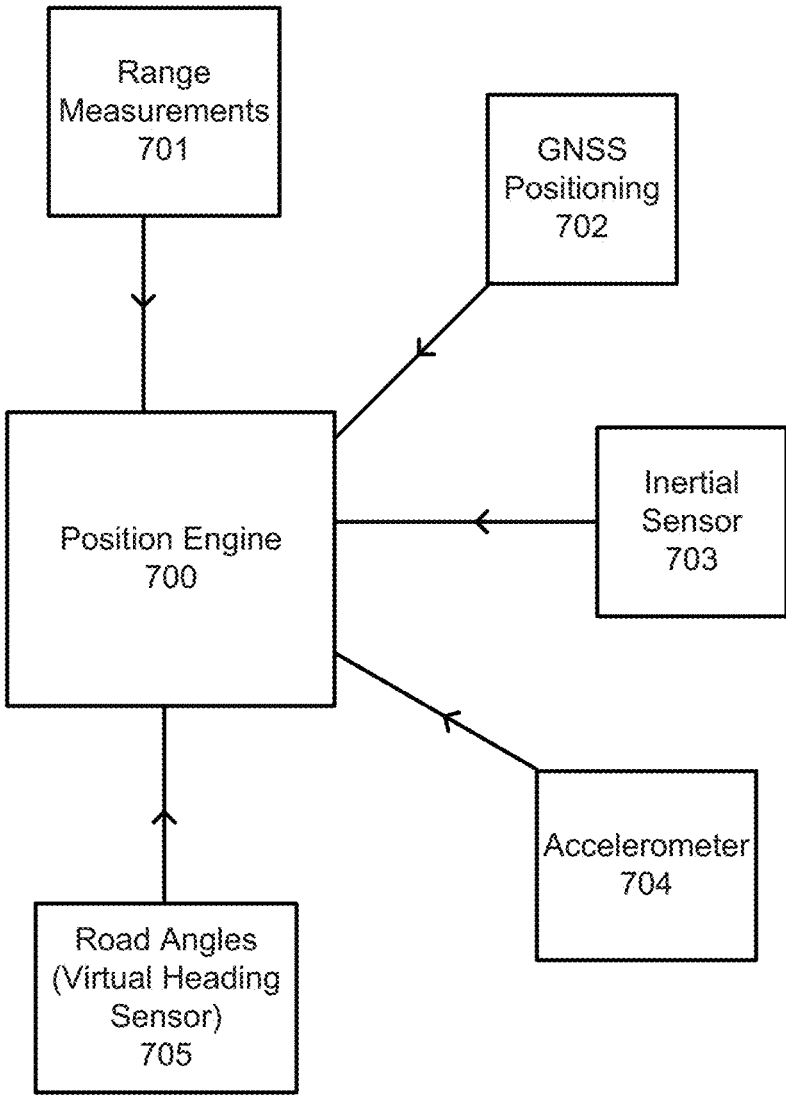 Range
Measurements
701
GNSS
Positioning
702
Position Engine
700
Inertial
Sensor
703
Accelerometer
704
Road Angles
(Virtual Heading
Sensor)
705